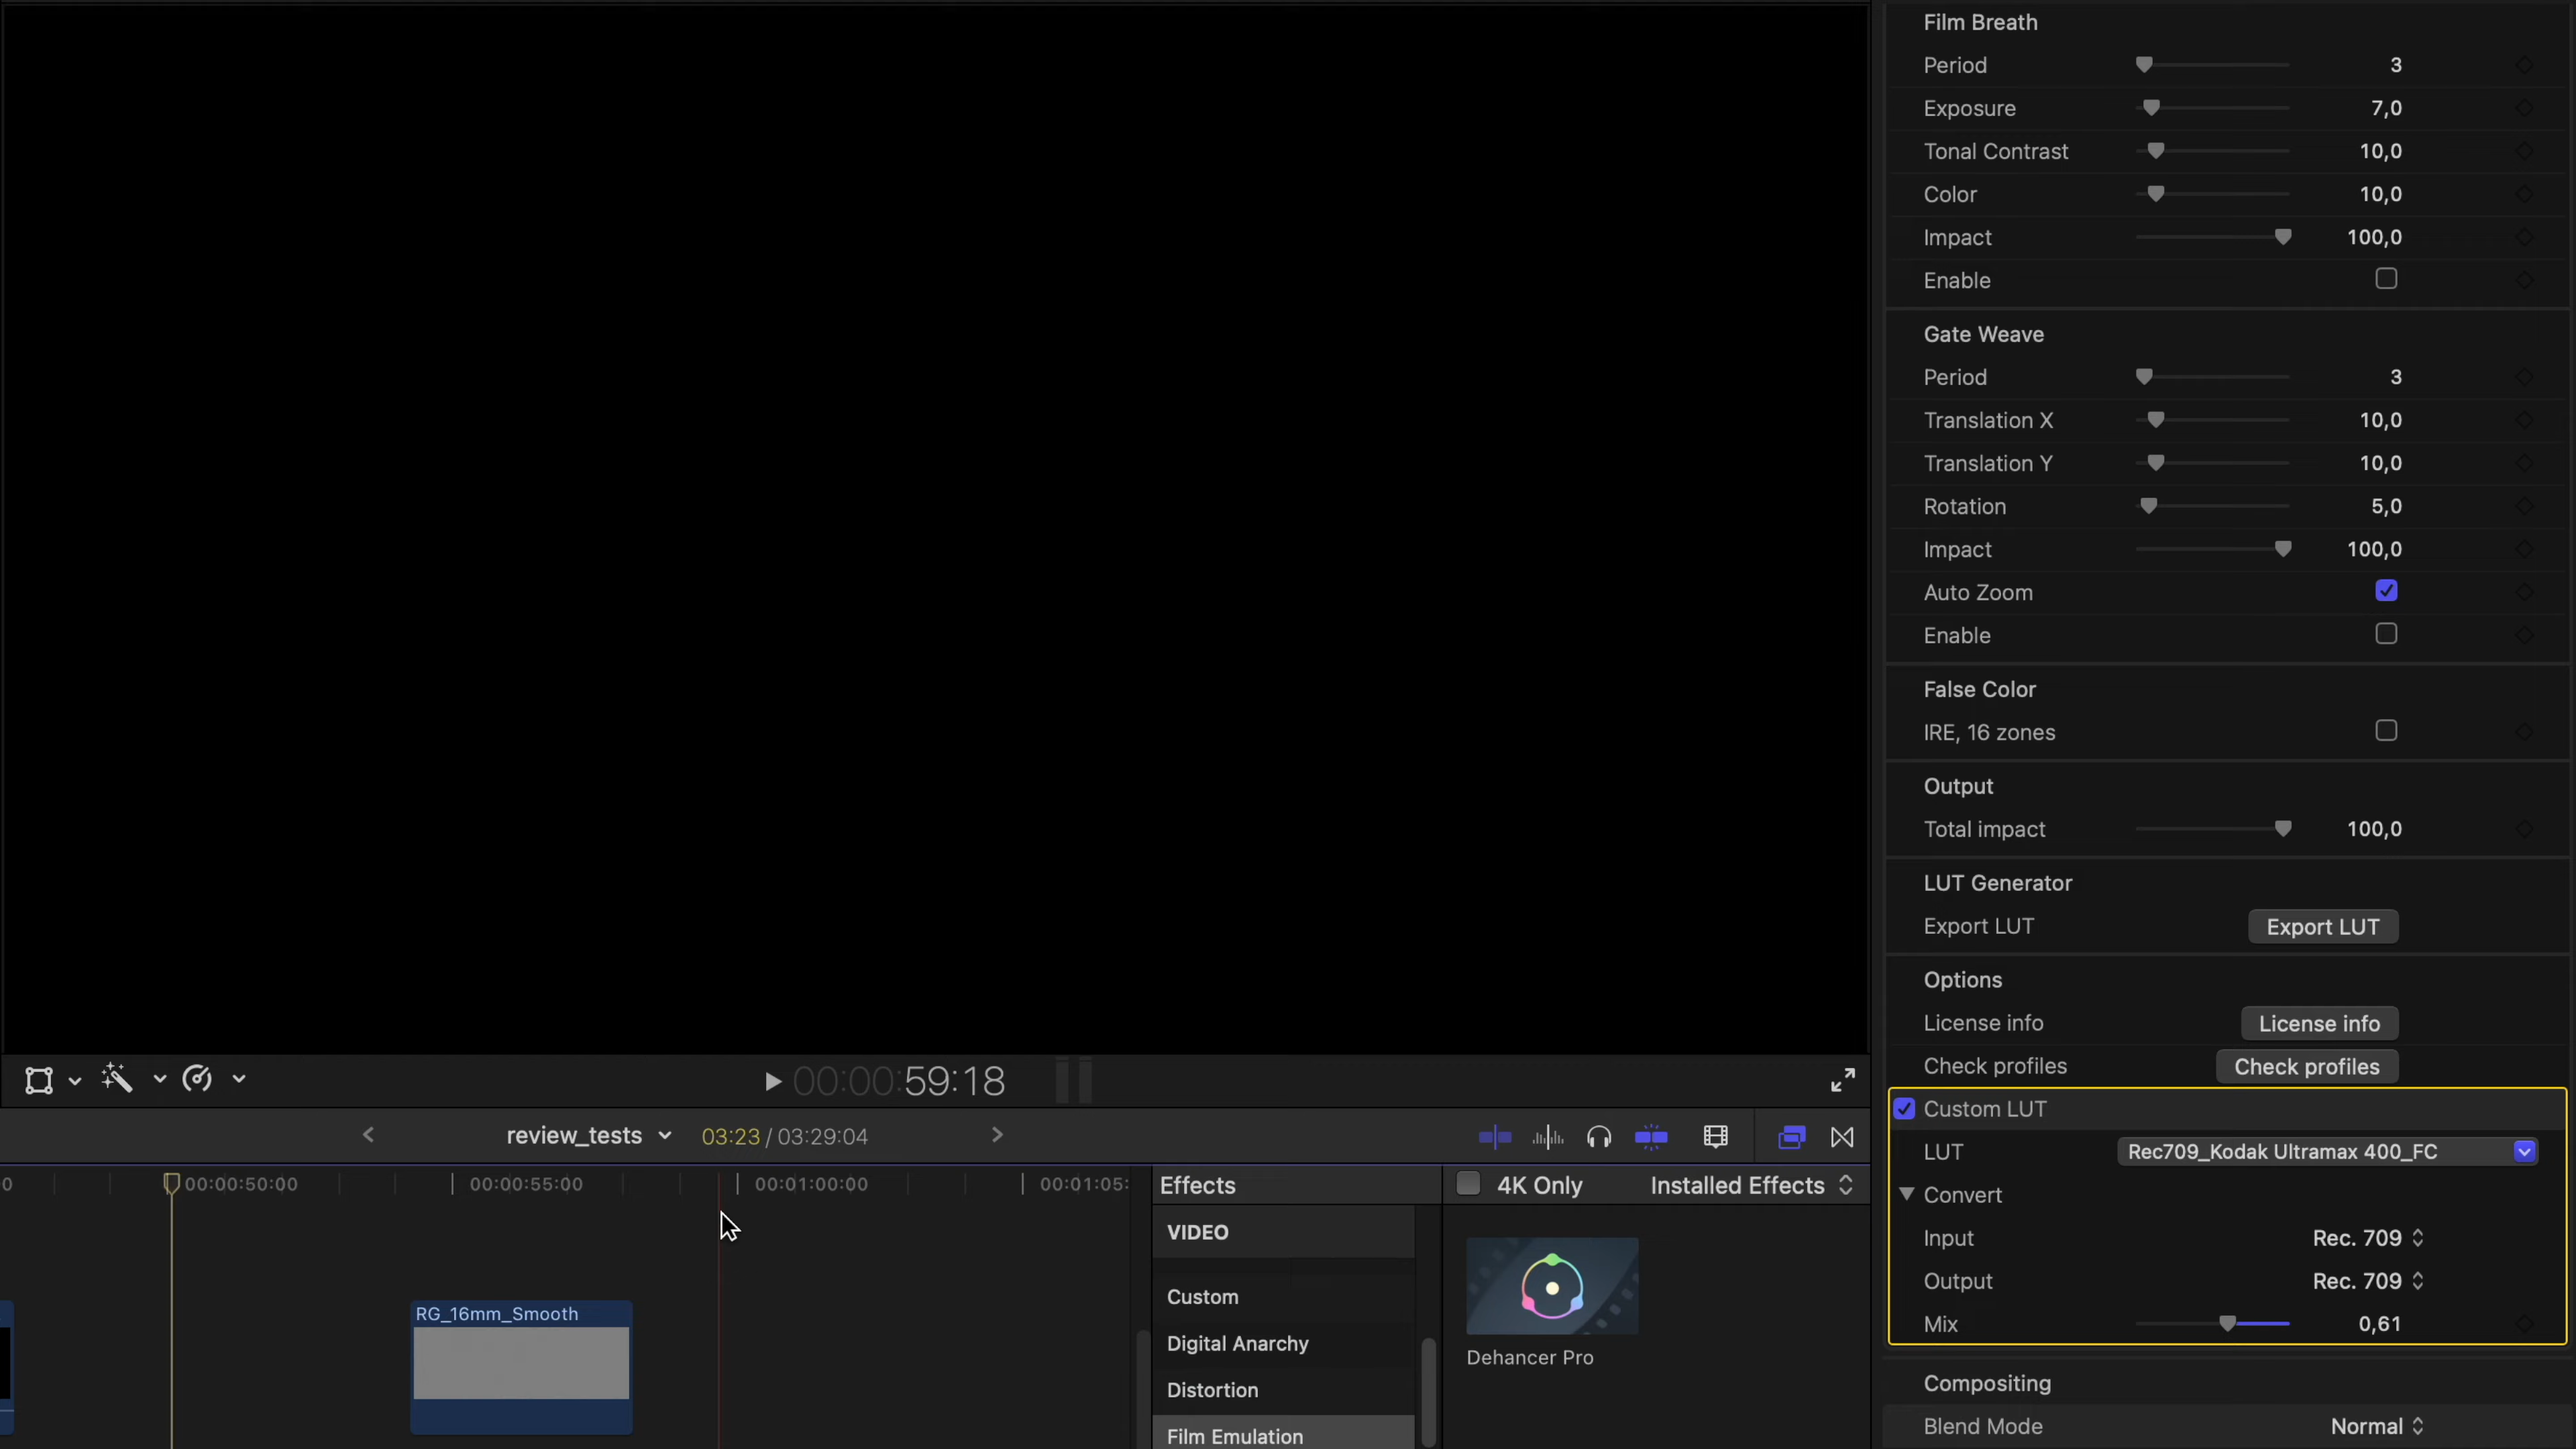 Film Breath
Period 3
Exposure 7,0
Tonal Contrast 10,0
Color 10,0
Impact 100,0
Enable
Gate Weave
Period 3
Translation X 10,0
Translation Y 10,0
Rotation 5,0
Impact 100,0
Auto Zoom
Enable
False Color
IRE, 16 zones
Output
Total impact 100,0
LUT Generator
Export LUT Export LUT
Options
License info License info
Check profiles Check profiles
Custom LUT
LUT Rec709_Kodak Ultramax 400_FC
Convert
Input Rec. 709
Output Rec. 709
Mix 0,61
Compositing
Blend Mode Normal
00:00:59:18
review_tests 03:23 / 03:29:04
0 00:00:50:00 00:00:55:00 00:01:00:00 00:01:05:
RG_16mm_Smooth
Effects 4K Only Installed Effects
VIDEO
Custom
Digital Anarchy
Distortion
Film Emulation
Dehancer Pro